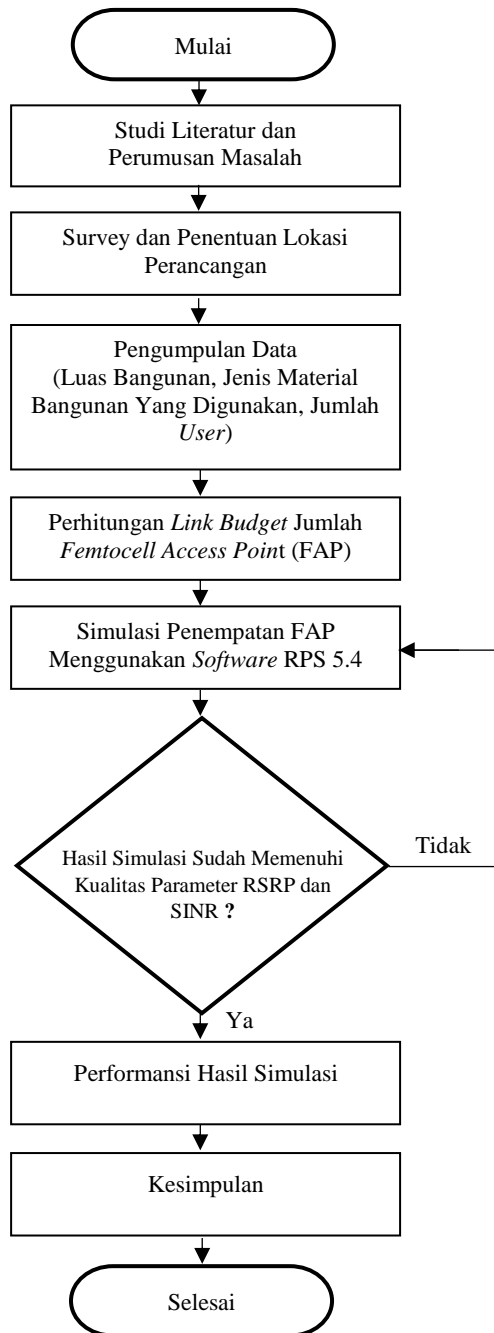 Mulai
Studi Literatur dan
Perumusan Masalah
Survey dan Penentuan Lokasi
Perancangan
Pengumpulan Data
(Luas Bangunan, Jenis Material
Bangunan Yang Digunakan, Jumlah
User)
Perhitungan Link Budget Jumlah
Femtocell Access Point (FAP)
Simulasi Penempatan FAP
Menggunakan Software RPS 5.4
Hasil Simulasi Sudah Memenuhi
Kualitas Parameter RSRP dan
SINR ?
Tidak
Ya
Performansi Hasil Simulasi
Kesimpulan
Selesai